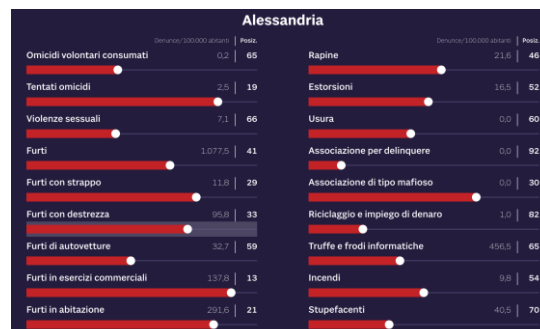 Alessandria
Denunce/100.000 abitanti Posiz.
Omicidi volontari consumati 0,2 65
Tentati omicidi 2,5 19
Violenze sessuali 7,1 66
Furti 1.077,5 41
Furti con strappo 11,8 29
Furti con destrezza 95,8 33
Furti di autovetture 32,7 59
Furti in esercizi commerciali 137,8 13
Furti in abitazione 291,6 21
Denunce/100.000 abitanti Posiz.
Rapine 21,6 46
Estorsioni 16,5 52
Usura 0,0 60
Associazione per delinquere 0,0 92
Associazione di tipo mafioso 0,0 30
Riciclaggio e impiego di denaro 1,0 82
Truffe e frodi informatiche 456,5 65
Incendi 9,8 54
Stupefacenti 40,5 70